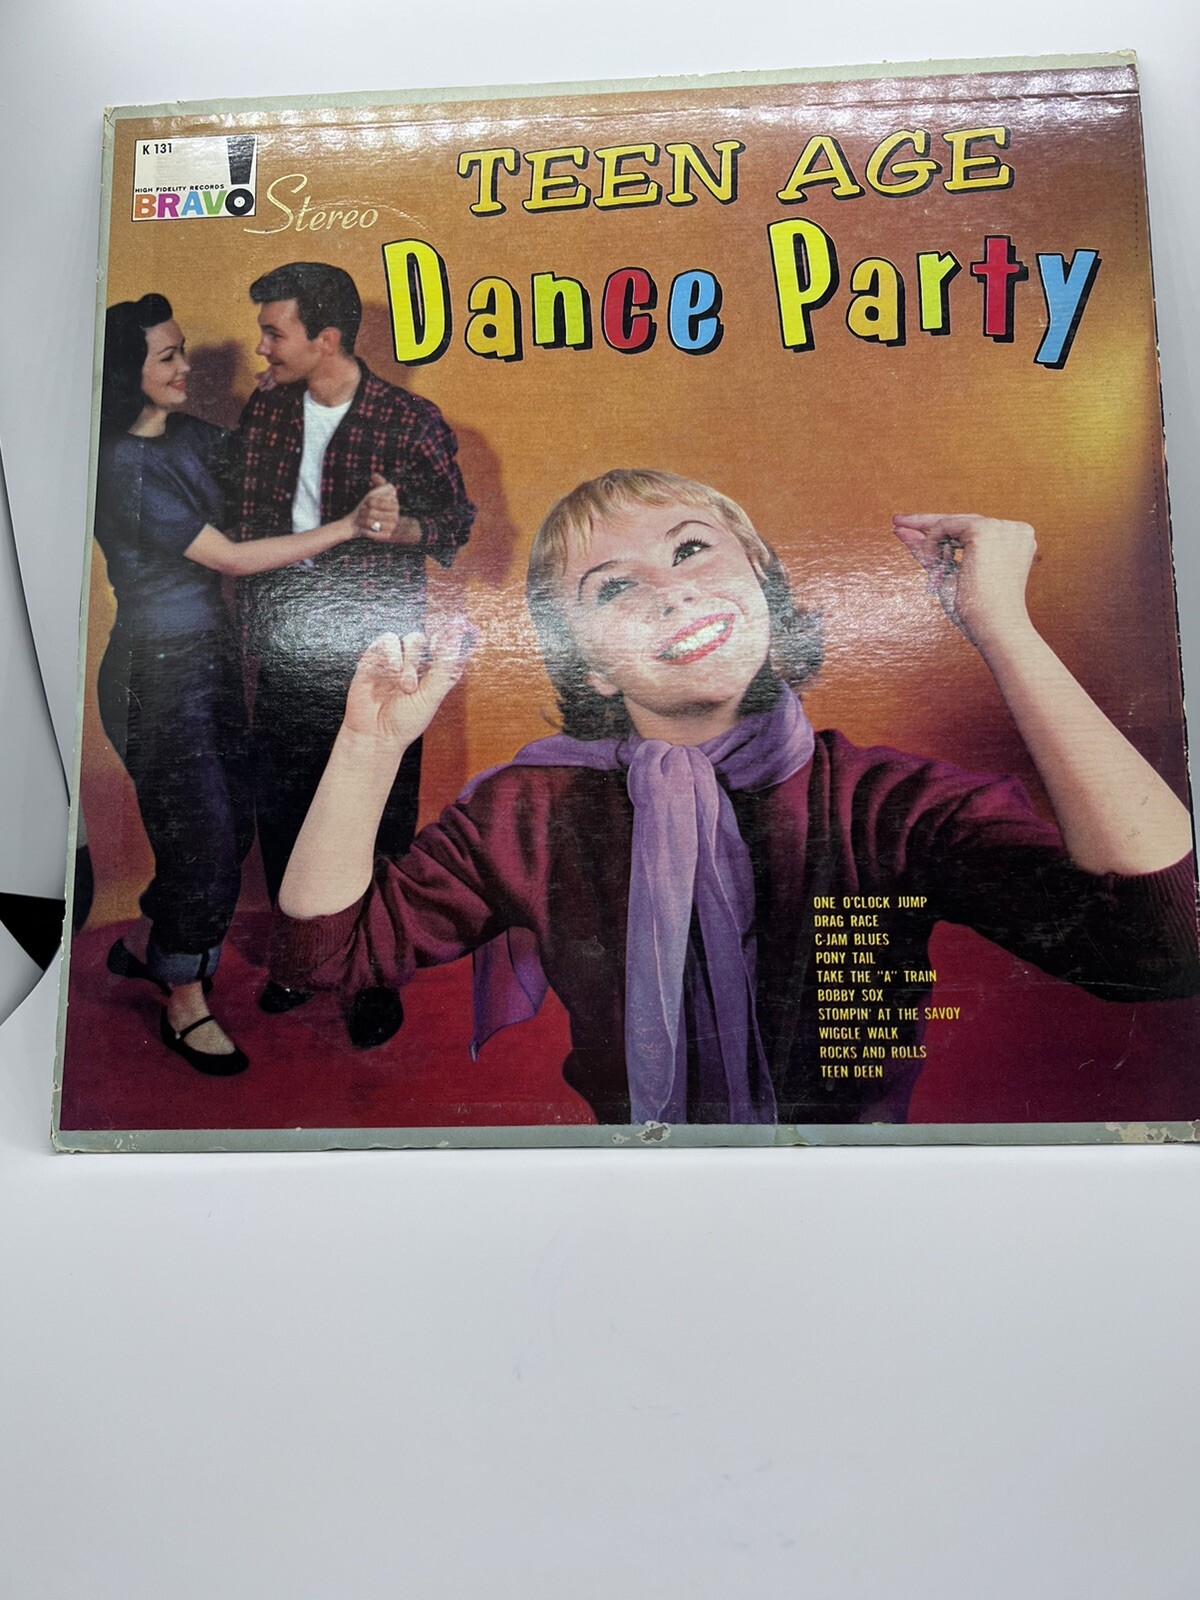 K 131
HIGH FIDELITY RECORDS
BRAVO!
Stereo
TEEN AGE
Dance Party
ONE O'CLOCK JUMP
DRAG RACE
C-JAM BLUES
PONY TAIL
TAKE THE "A" TRAIN
BOBBY SOX
STOMPIN' AT THE SAVOY
WIGGLE WALK
ROCKS AND ROLLS
TEEN DEEN